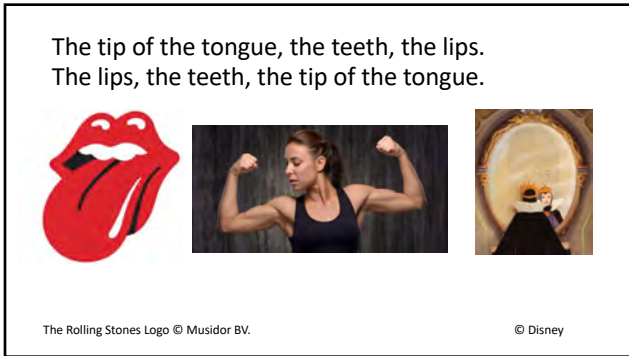 The tip of the tongue, the teeth, the lips.
The lips, the teeth, the tip of the tongue.
The Rolling Stones Logo © Musidor BV.
© Disney